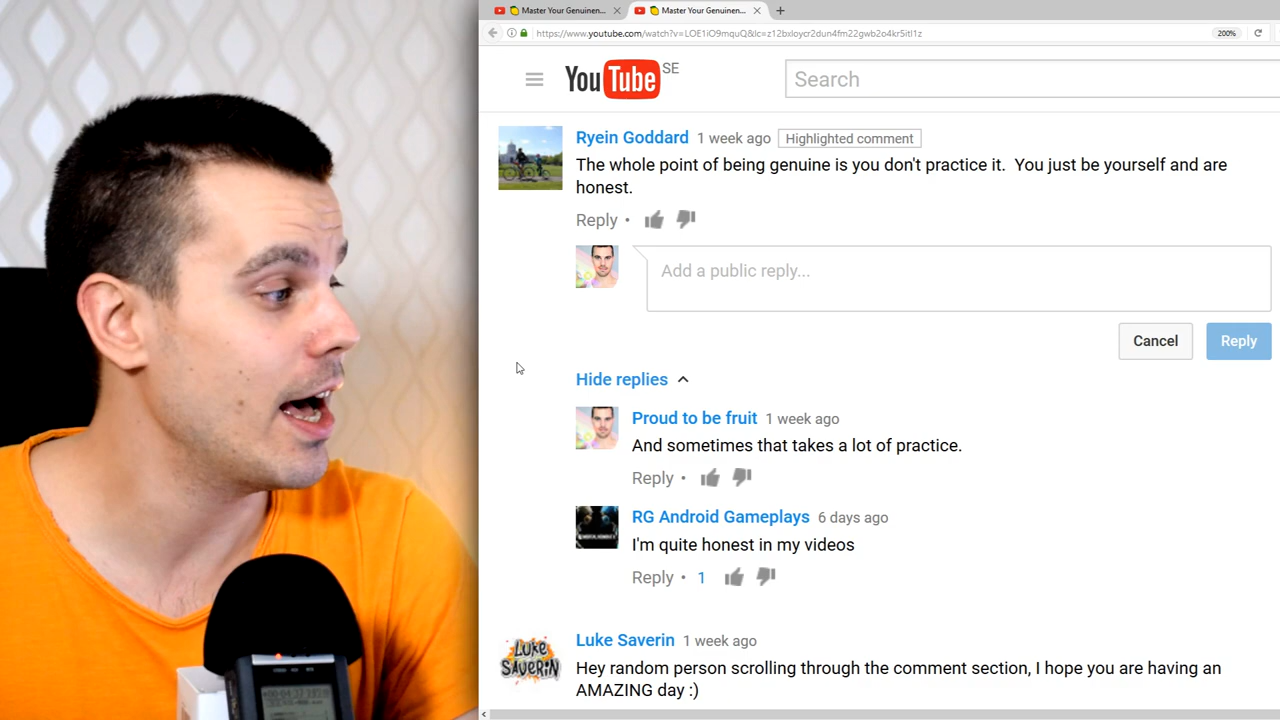 Master Your Genuinen...
Master Your Genuinen...
https://www.youtube.com/watch?v=LOE1iO9mquQ&lc=z12bxloycr2dun4fm22gwb2o4kr5itl1z
200%
YouTube SE
Search
Ryein Goddard 1 week ago Highlighted comment
The whole point of being genuine is you don't practice it. You just be yourself and are
honest.
Reply •
Add a public reply...
Cancel Reply
Hide replies
Proud to be fruit 1 week ago
And sometimes that takes a lot of practice.
Reply •
RG Android Gameplays 6 days ago
I'm quite honest in my videos
Reply • 1
LUKE
SAVERIN
Luke Saverin 1 week ago
Hey random person scrolling through the comment section, I hope you are having an
AMAZING day :)